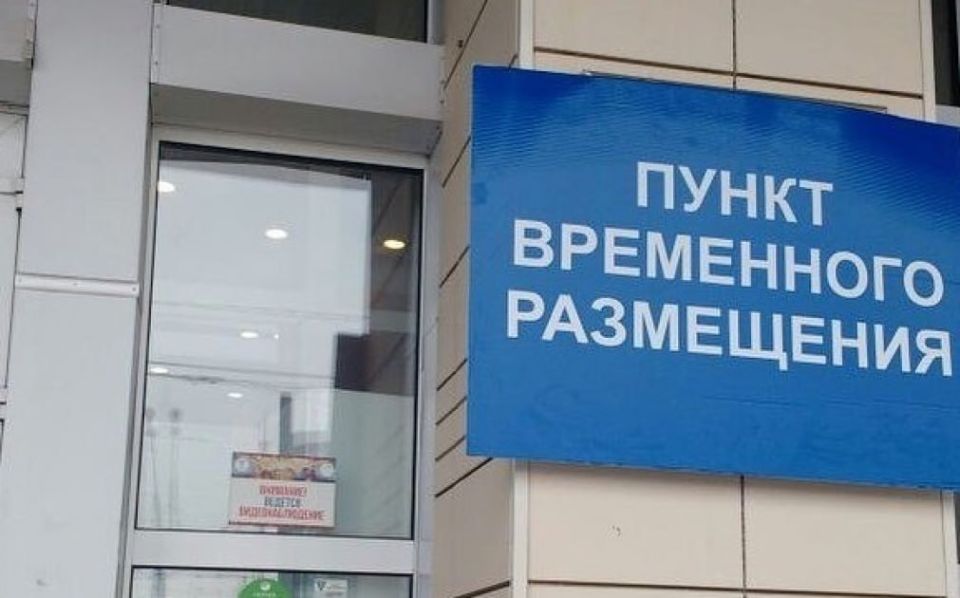 ПУНКТ
ВРЕМЕННОГО
РАЗМЕЩЕНИЯ
ВНИМАНИЕ!
ВЕДЕТСЯ
ВИДЕОНАБЛЮДЕНИЕ